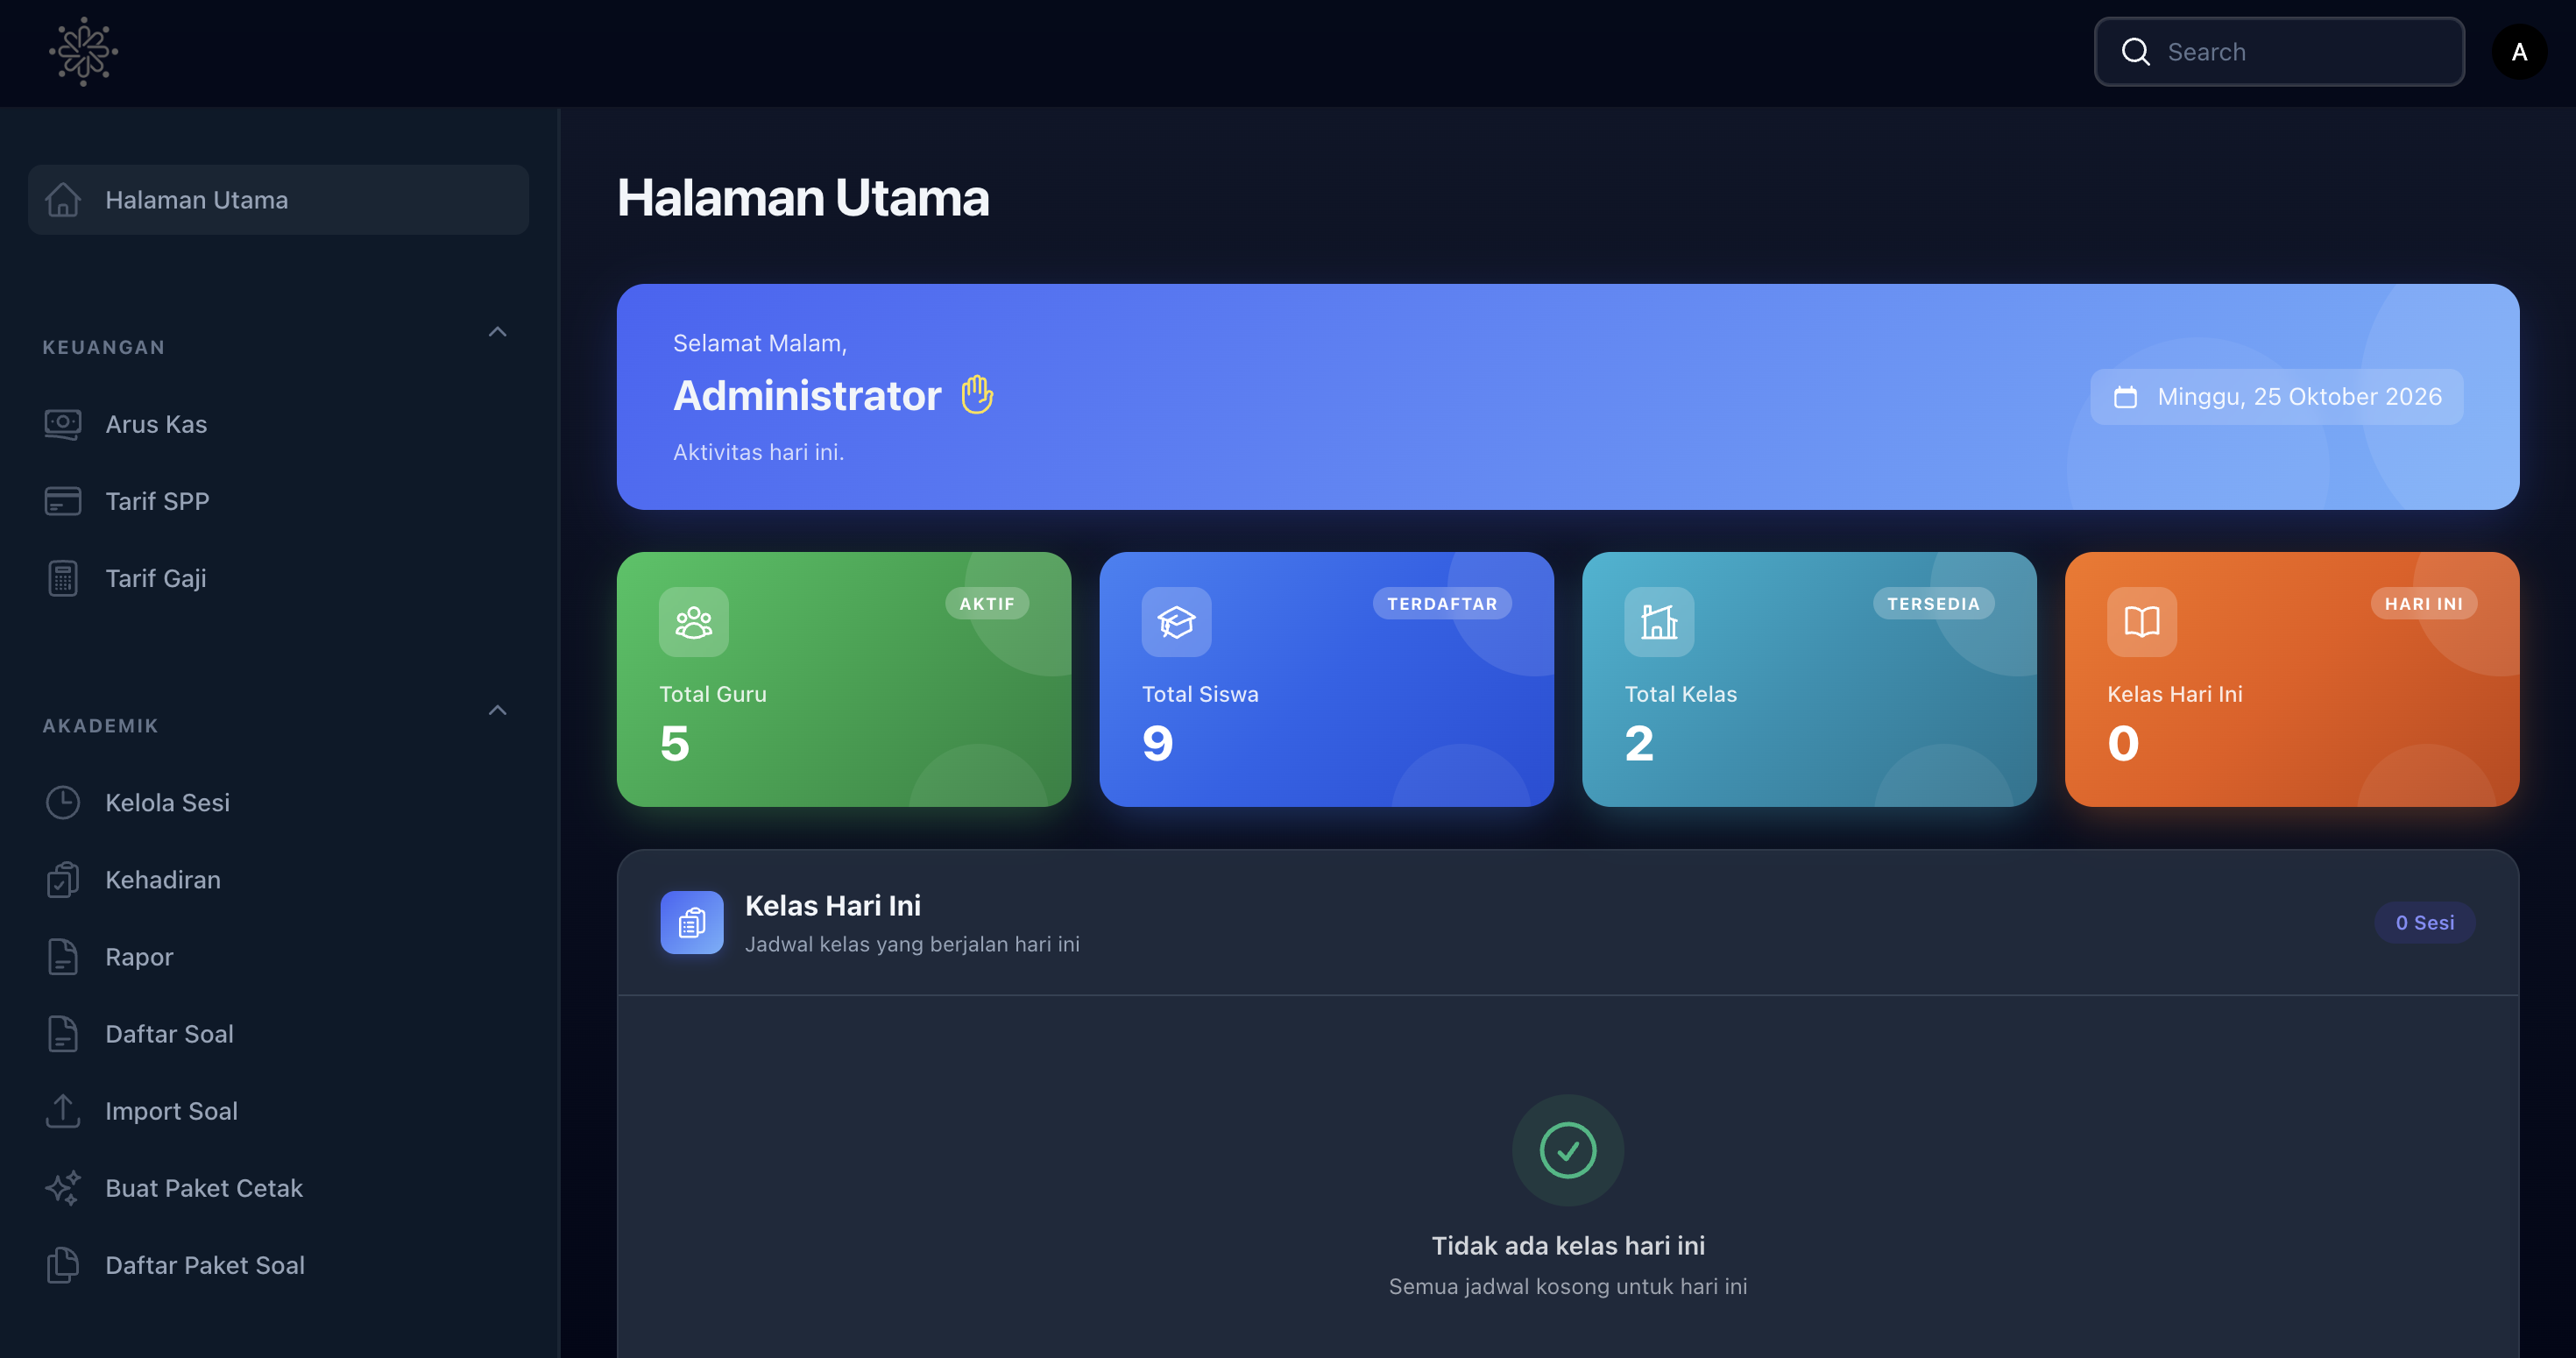 Search
A
Halaman Utama
KEUANGAN
Arus Kas
Tarif SPP
Tarif Gaji
AKADEMIK
Kelola Sesi
Kehadiran
Rapor
Daftar Soal
Import Soal
Buat Paket Cetak
Daftar Paket Soal
Halaman Utama
Selamat Malam,
Administrator
Aktivitas hari ini.
Minggu, 25 Oktober 2026
AKTIF
Total Guru
5
TERDAFTAR
Total Siswa
9
TERSEDIA
Total Kelas
2
HARI INI
Kelas Hari Ini
0
Kelas Hari Ini
Jadwal kelas yang berjalan hari ini
0 Sesi
Tidak ada kelas hari ini
Semua jadwal kosong untuk hari ini